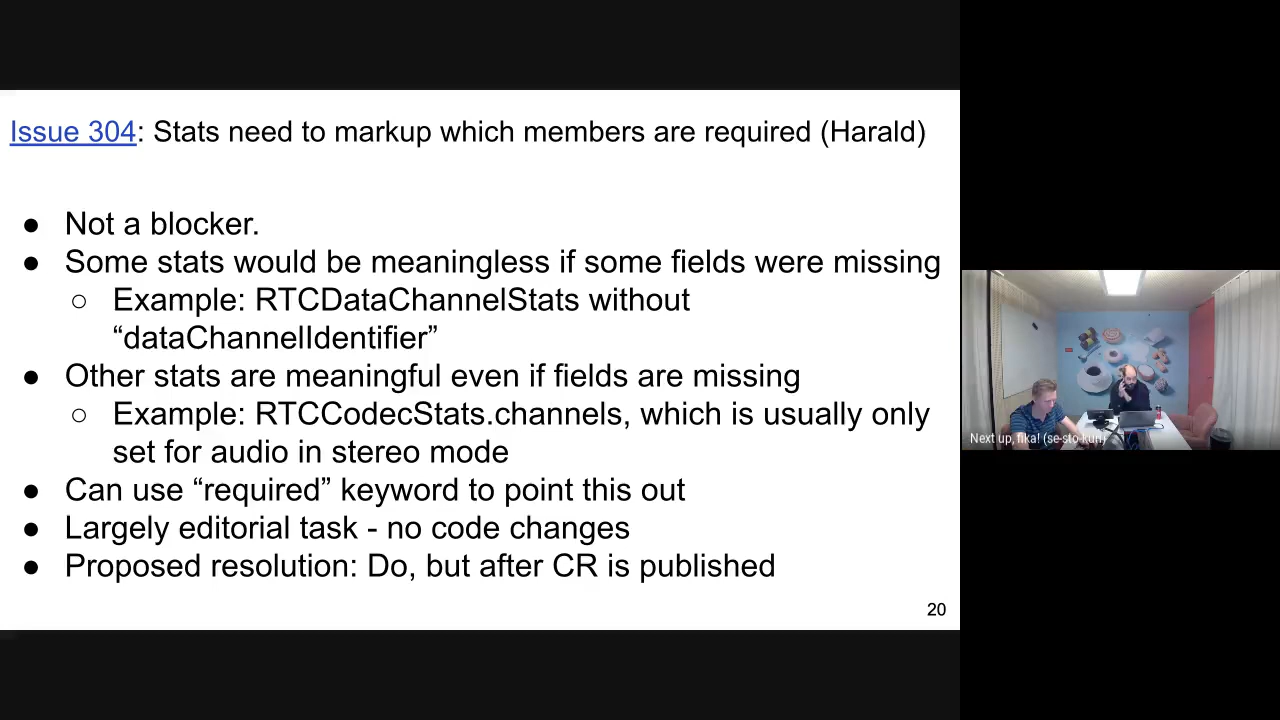 Issue 304: Stats need to markup which members are required (Harald)
● Not a blocker.
● Some stats would be meaningless if some fields were missing
○ Example: RTCDataChannelStats without
“dataChannelIdentifier”
● Other stats are meaningful even if fields are missing
○ Example: RTCCodecStats.channels, which is usually only
set for audio in stereo mode
● Can use “required” keyword to point this out
● Largely editorial task - no code changes
● Proposed resolution: Do, but after CR is published
20
Next up, fika! (se-sto-kun)